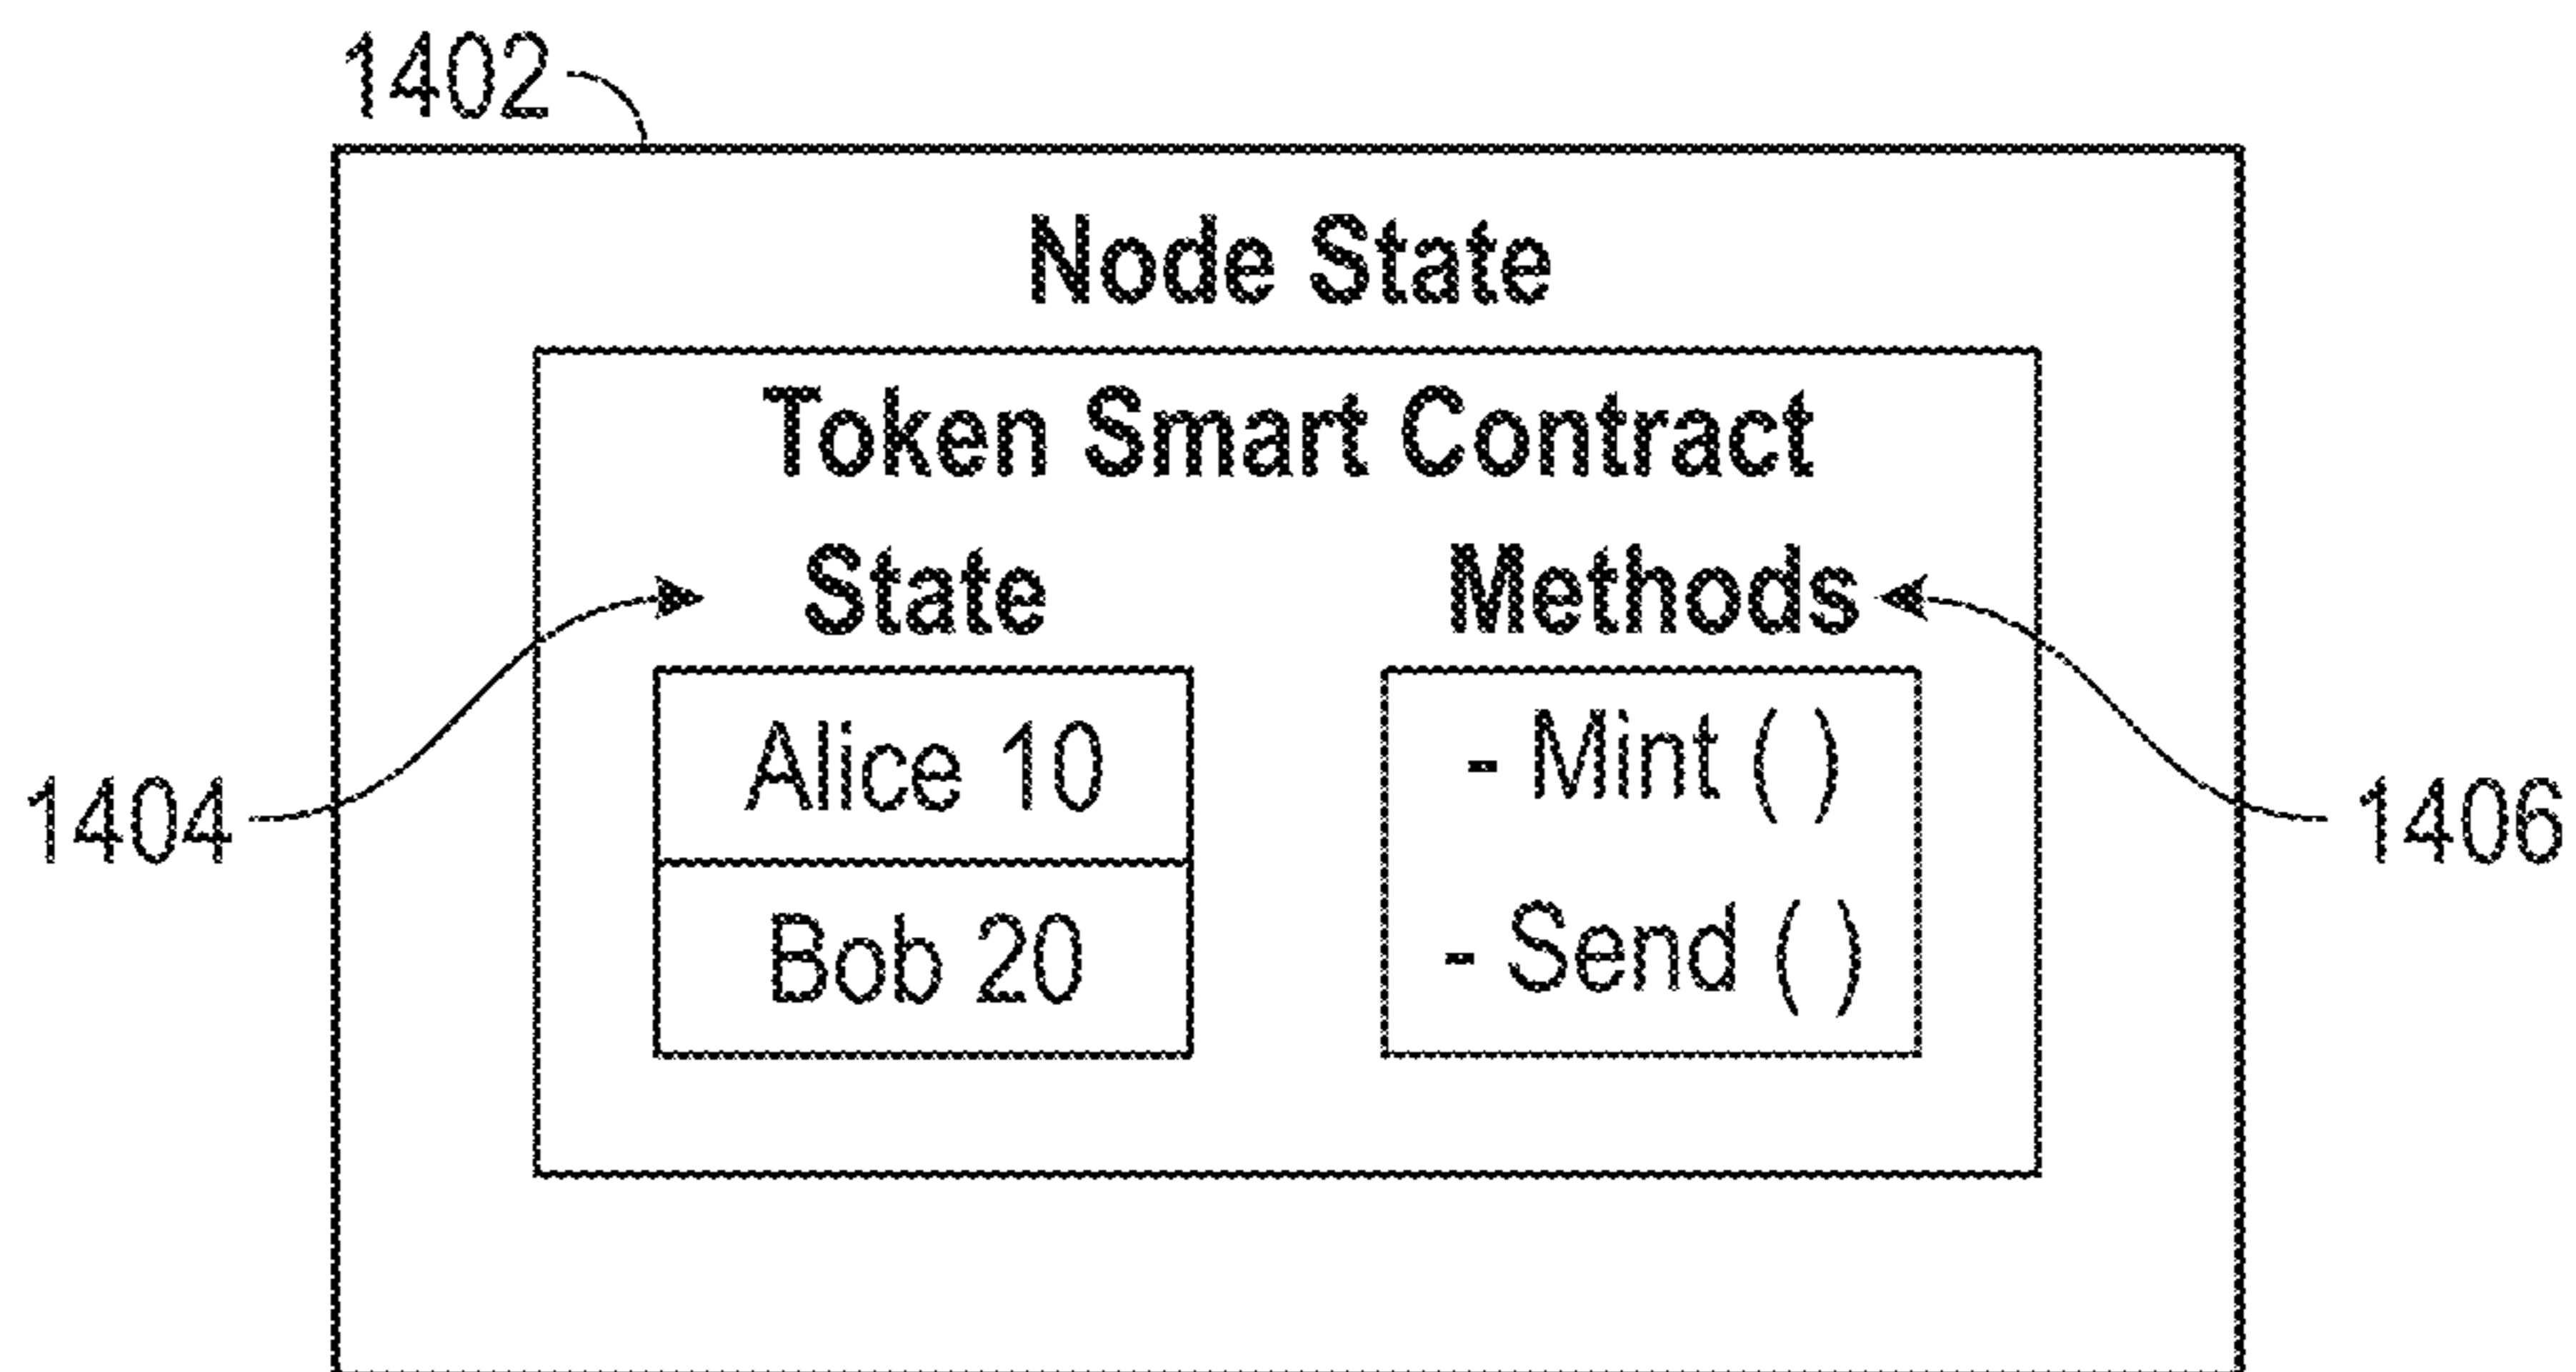 1402
Node State
Token Smart Contract
State Methods
Alice 10 - Mint ( )
1404 1406
Bob 20 - Send ( )